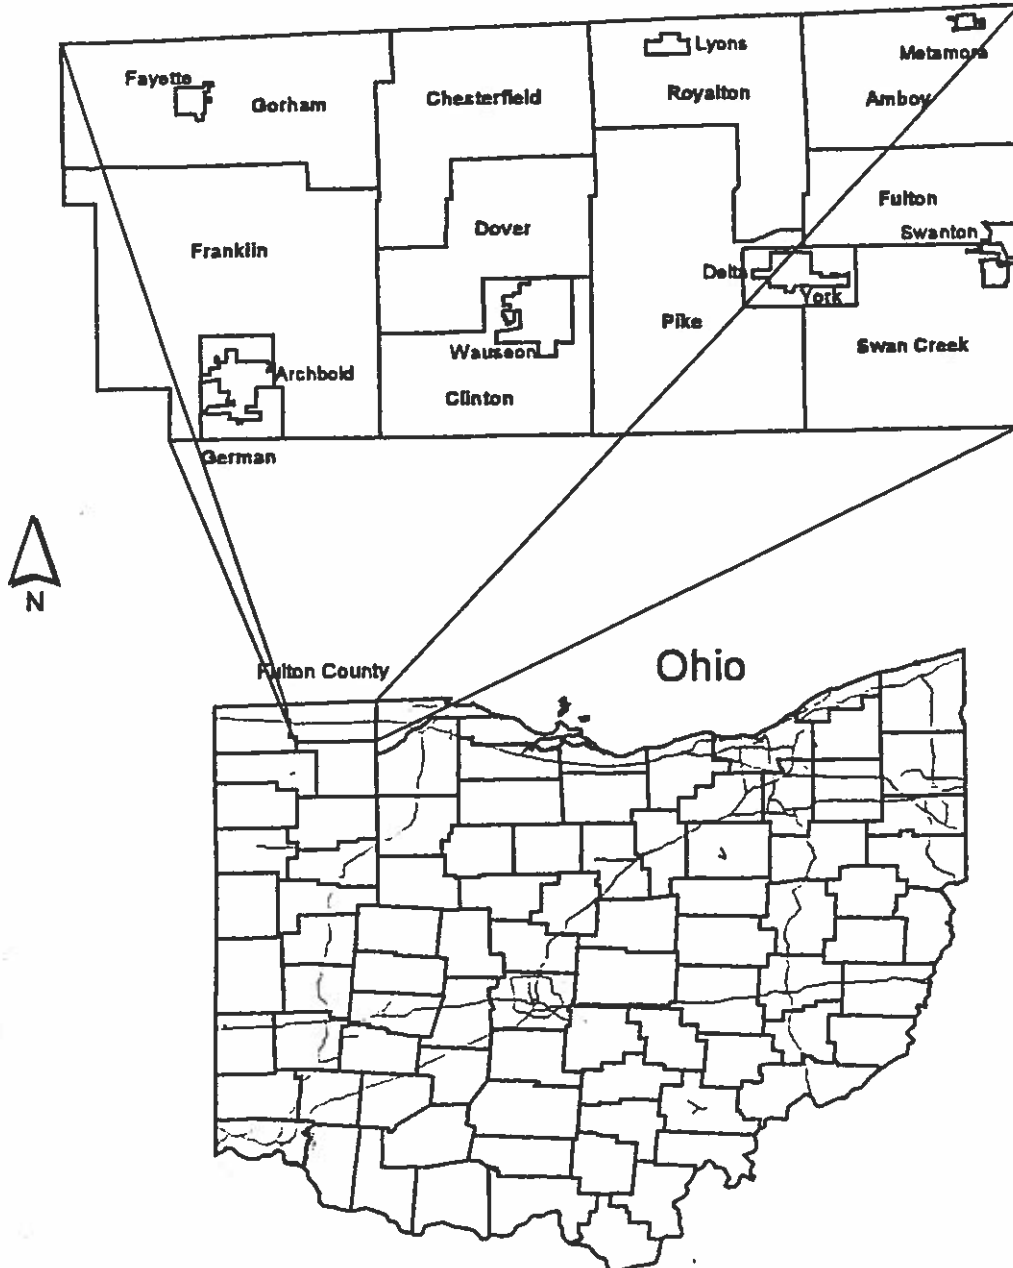 Lyons
Metamora
Fayette
Gorham
Chesterfield
Royalton
Amboy
Fulton
Swanton
Dover
Franklin
Delta
York
Pike
Swan Creek
Wauseon
Archbold
Clinton
German
N
Fulton County
Ohio